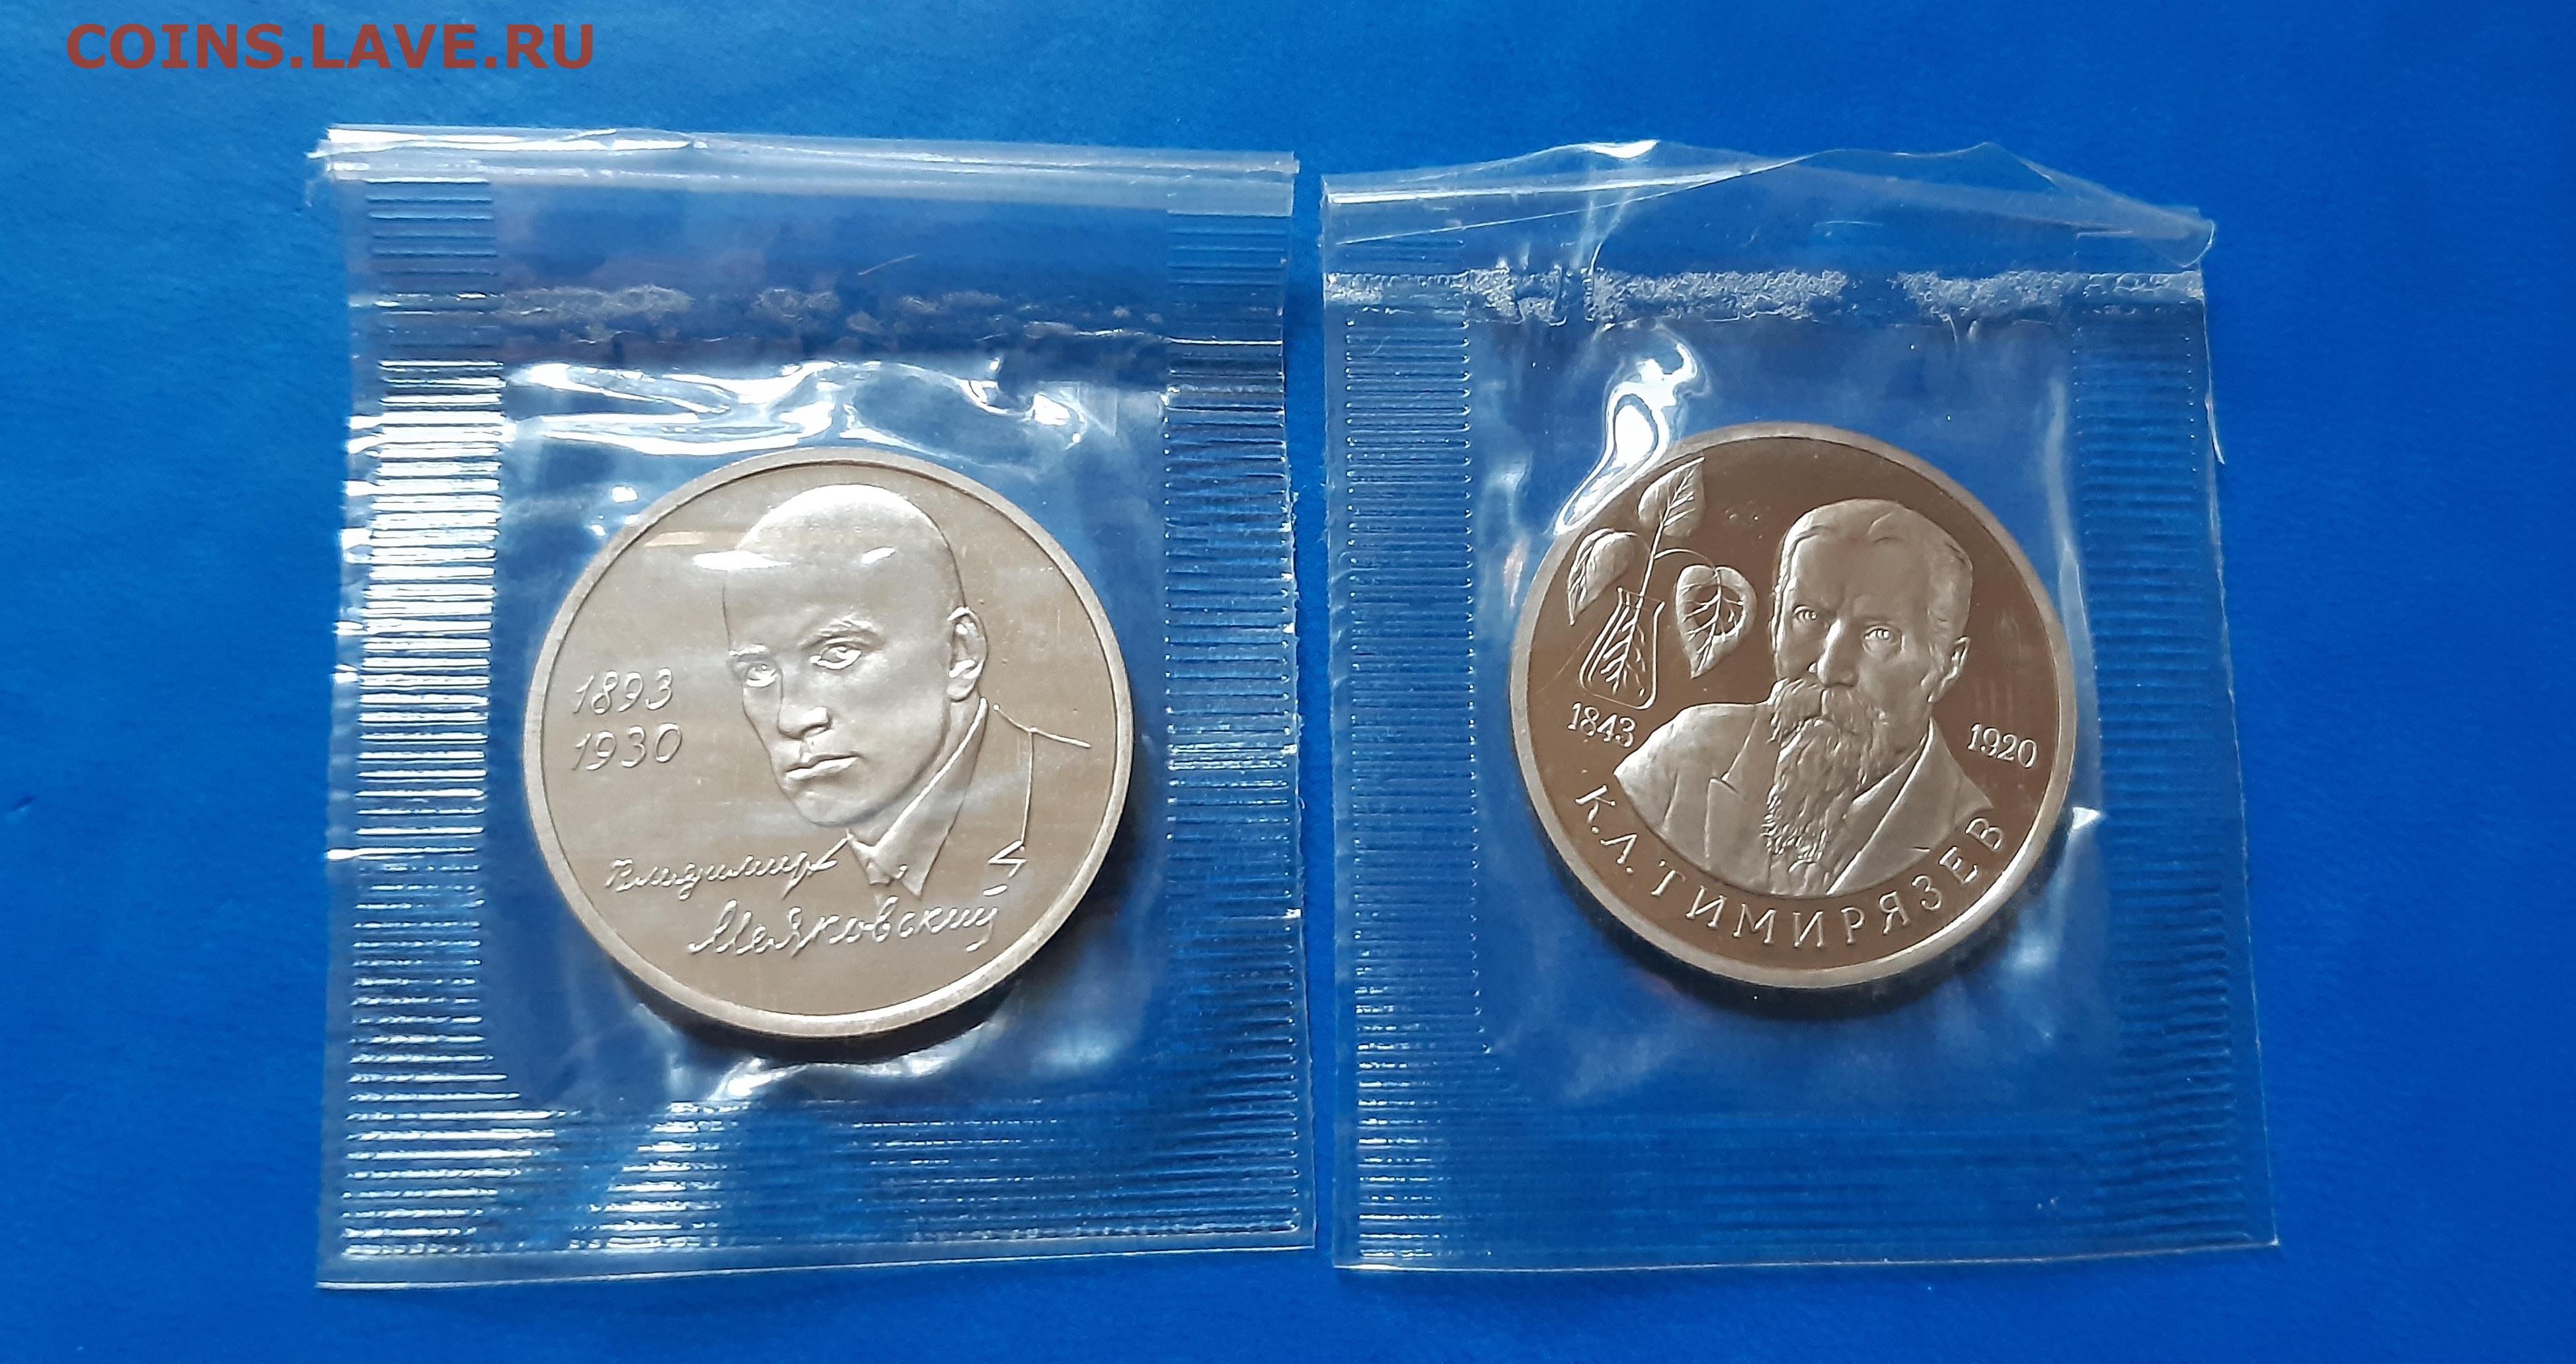 COINS.LAVE.RU
1893
1930
Владимир
Маяковский
1843
1920
К.А.ТИМИРЯЗЕВ